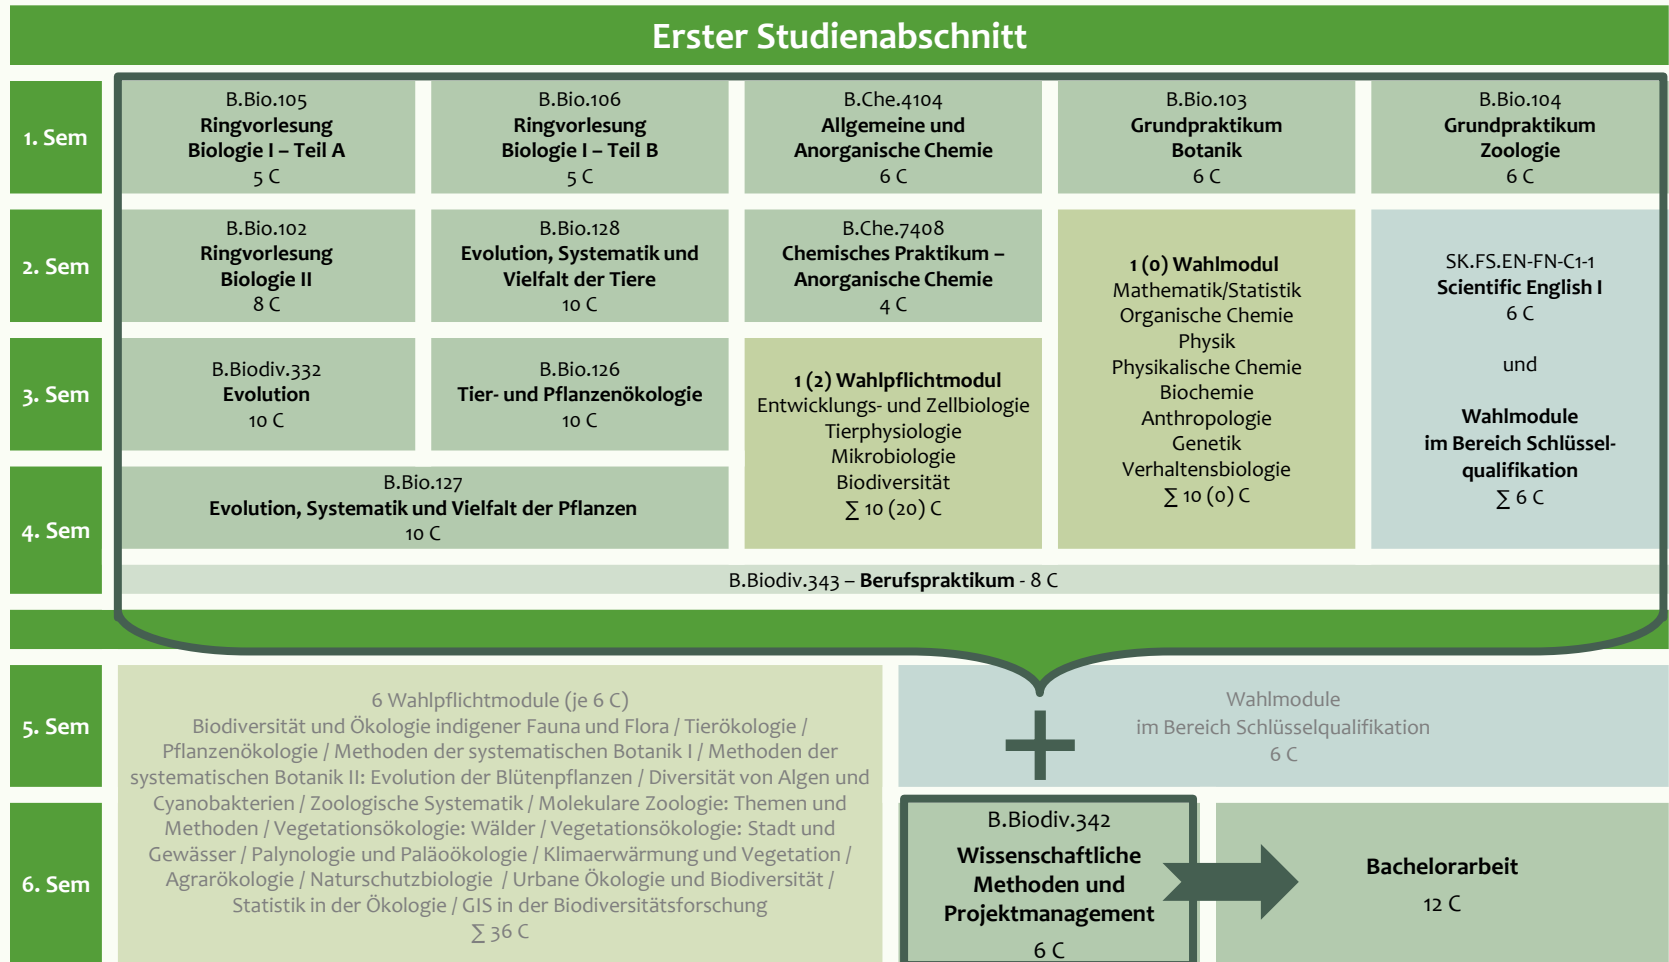 Erster Studienabschnitt
1. Sem
B.Bio.105
Ringvorlesung
Biologie I – Teil A
5 C
B.Bio.106
Ringvorlesung
Biologie I – Teil B
5 C
B.Che.4104
Allgemeine und
Anorganische Chemie
6 C
B.Bio.103
Grundpraktikum
Botanik
6 C
B.Bio.104
Grundpraktikum
Zoologie
6 C
2. Sem
B.Bio.102
Ringvorlesung
Biologie II
8 C
B.Bio.128
Evolution, Systematik und
Vielfalt der Tiere
10 C
B.Che.7408
Chemisches Praktikum –
Anorganische Chemie
4 C
1 (0) Wahlmodul
Mathematik/Statistik
Organische Chemie
Physik
Physikalische Chemie
Biochemie
Anthropologie
Genetik
Verhaltensbiologie
∑ 10 (0) C
SK.FS.EN-FN-C1-1
Scientific English I
6 C
und
Wahlmodule
im Bereich Schlüssel-
qualifikation
∑ 6 C
3. Sem
B.Biodiv.332
Evolution
10 C
B.Bio.126
Tier- und Pflanzenökologie
10 C
1 (2) Wahlpflichtmodul
Entwicklungs- und Zellbiologie
Tierphysiologie
Mikrobiologie
Biodiversität
∑ 10 (20) C
4. Sem
B.Bio.127
Evolution, Systematik und Vielfalt der Pflanzen
10 C
B.Biodiv.343 – Berufspraktikum - 8 C
5. Sem
6 Wahlpflichtmodule (je 6 C)
Biodiversität und Ökologie indigener Fauna und Flora / Tierökologie /
Pflanzenökologie / Methoden der systematischen Botanik I / Methoden der
systematischen Botanik II: Evolution der Blütenpflanzen / Diversität von Algen und
Cyanobakterien / Zoologische Systematik / Molekulare Zoologie: Themen und
Methoden / Vegetationsökologie: Wälder / Vegetationsökologie: Stadt und
Gewässer / Palynologie und Paläoökologie / Klimaerwärmung und Vegetation /
Agrarökologie / Naturschutzbiologie / Urbane Ökologie und Biodiversität /
Statistik in der Ökologie / GIS in der Biodiversitätsforschung
∑ 36 C
Wahlmodule
im Bereich Schlüsselqualifikation
6 C
6. Sem
B.Biodiv.342
Wissenschaftliche
Methoden und
Projektmanagement
6 C
Bachelorarbeit
12 C